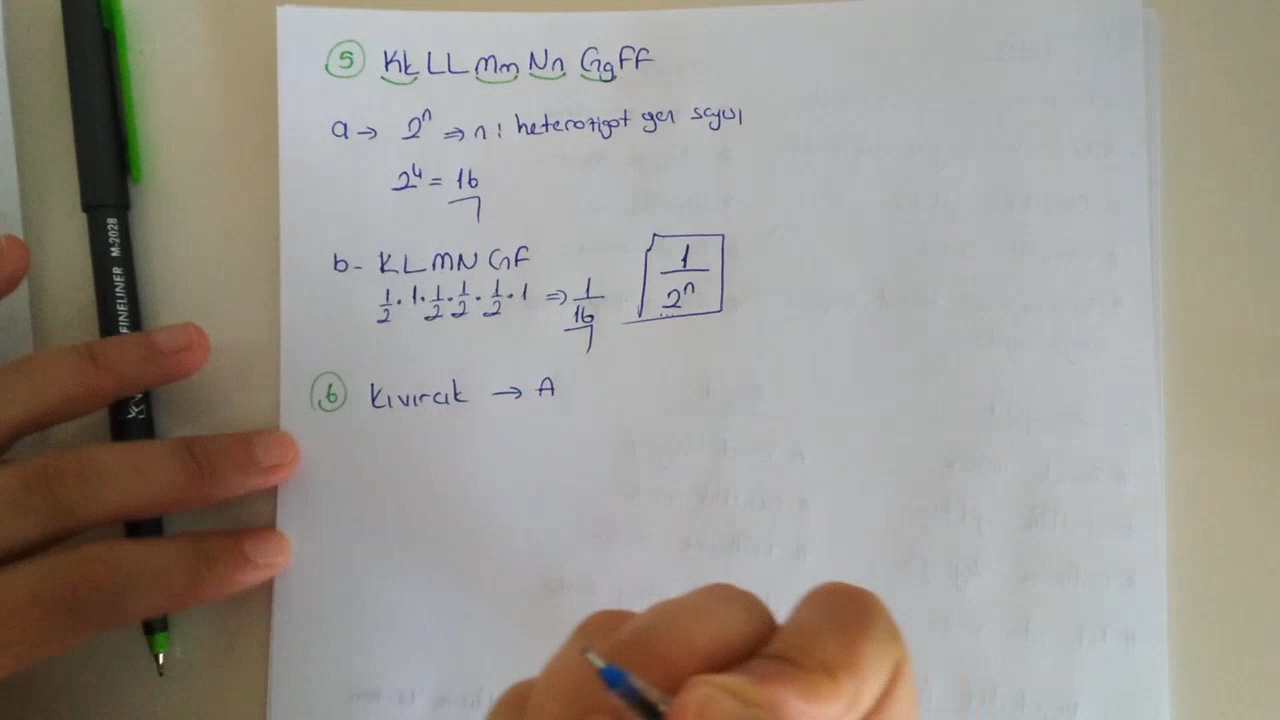 5 KkLLMmNnGgFF
a → 2ⁿ ⇒ n : heterozigot gen sayısı
2⁴ = 16
b- KLMNGF
1/2 . 1 . 1/2 . 1/2 . 1/2 . 1 ⇒ 1/16
1/2ⁿ
6 Kıvırcık → A
FINELINER M-2028